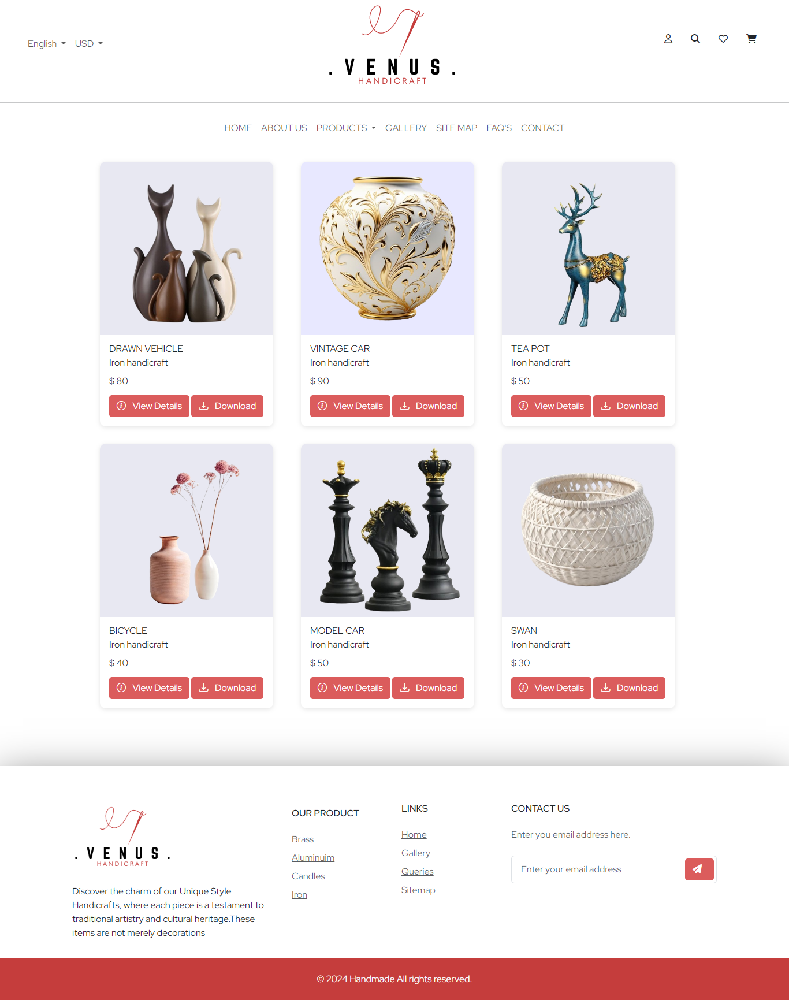 English USD
. VENUS .
HANDICRAFT
HOME ABOUT US PRODUCTS GALLERY SITE MAP FAQ'S CONTACT
DRAWN VEHICLE
Iron handicraft
$ 80
View Details Download
VINTAGE CAR
Iron handicraft
$ 90
View Details Download
TEA POT
Iron handicraft
$ 50
View Details Download
BICYCLE
Iron handicraft
$ 40
View Details Download
MODEL CAR
Iron handicraft
$ 50
View Details Download
SWAN
Iron handicraft
$ 30
View Details Download
. VENUS .
HANDICRAFT
Discover the charm of our Unique Style
Handicrafts, where each piece is a testament to
traditional artistry and cultural heritage.These
items are not merely decorations
OUR PRODUCT
Brass
Aluminuim
Candles
Iron
LINKS
Home
Gallery
Queries
Sitemap
CONTACT US
Enter you email address here.
Enter your email address
© 2024 Handmade All rights reserved.